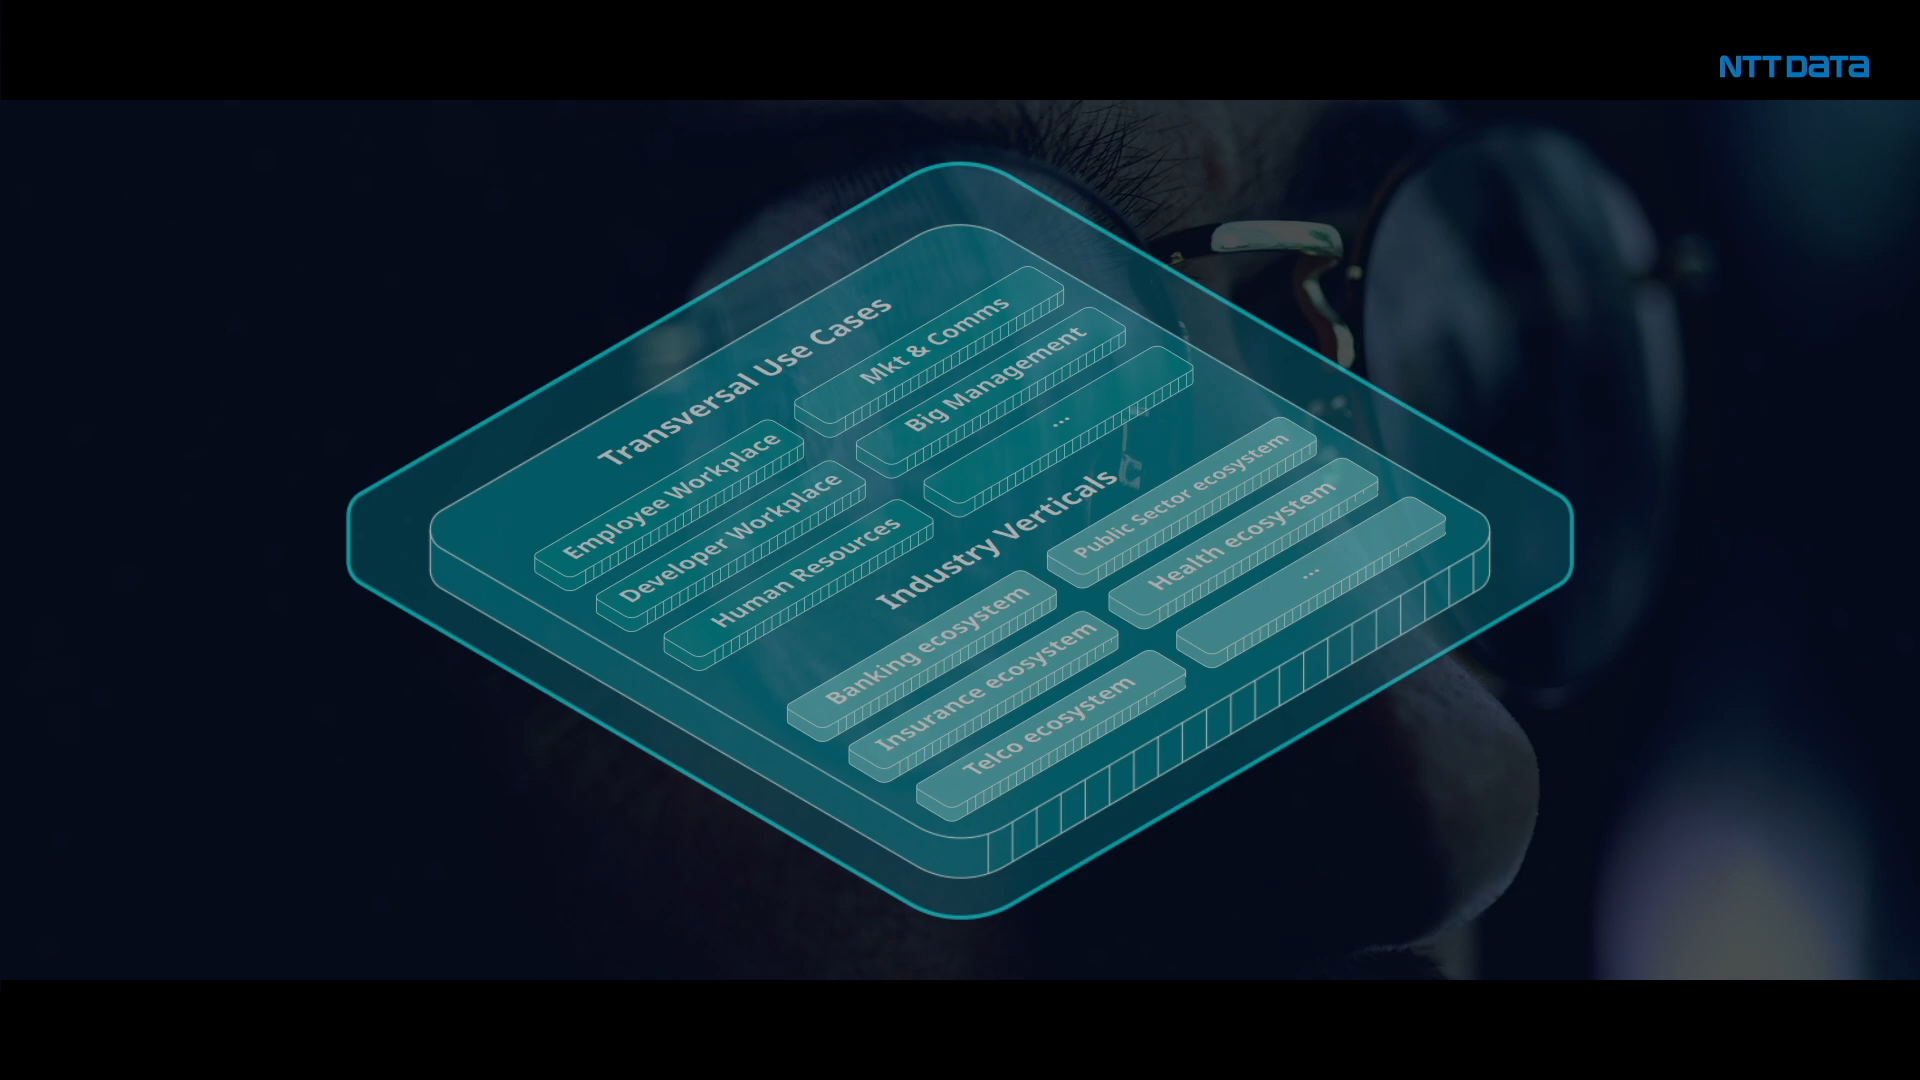 NTT DATA
Transversal Use Cases
Employee Workplace
Developer Workplace
Human Resources
Mkt & Comms
Big Management
...
Industry Verticals
Banking ecosystem
Insurance ecosystem
Telco ecosystem
Public Sector ecosystem
Health ecosystem
...